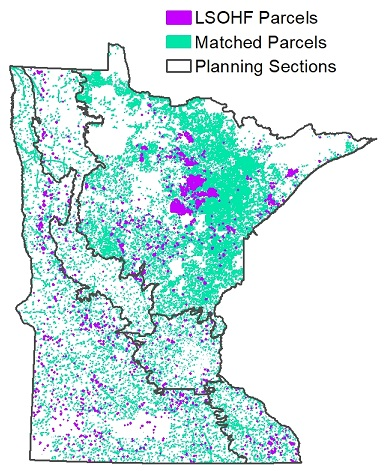 LSOHF Parcels
Matched Parcels
Planning Sections